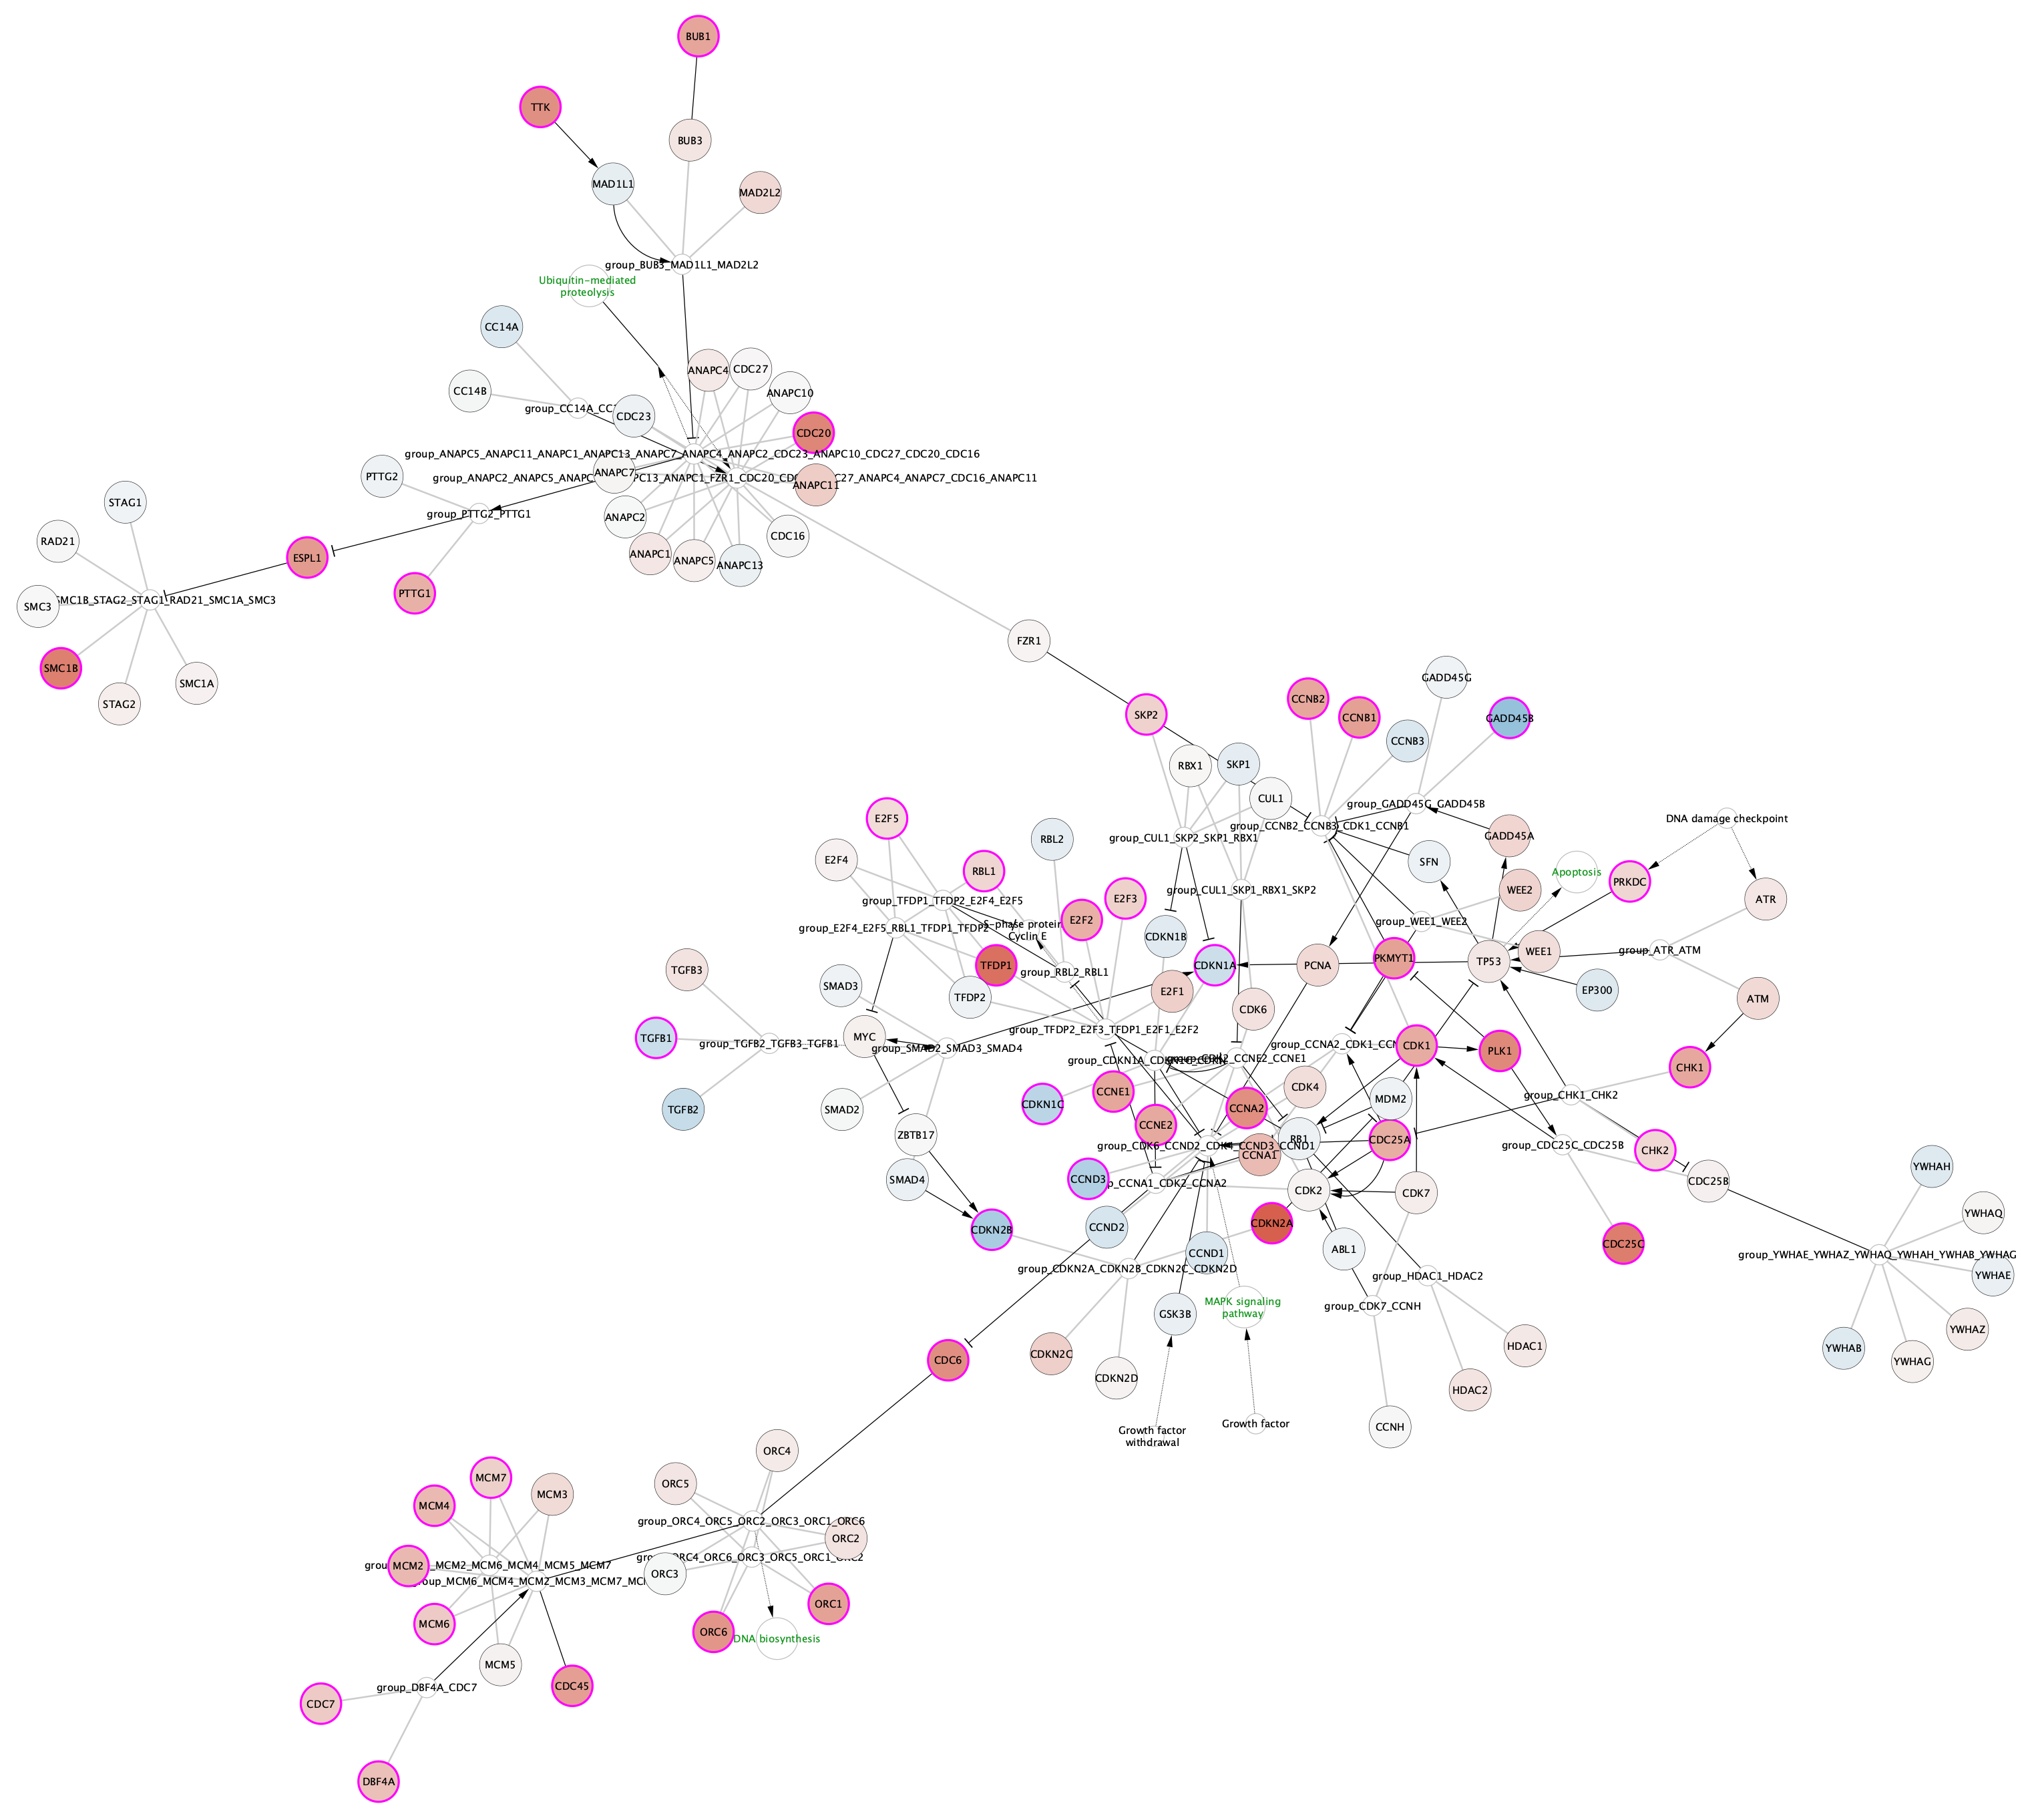 BUB1
TTK
BUB3
MAD1L1
MAD2L2
group_BUB3_MAD1L1_MAD2L2
Ubiquitin-mediated
proteolysis
CC14A
ANAPC4
CDC27
CC14B
ANAPC10
group_CC14A_CC
CDC23
CDC20
group_ANAPC5_ANAPC11_ANAPC1_ANAPC13_ANAPC7_ANAPC4_ANAPC2_CDC23_ANAPC10_CDC27_CDC20_CDC16
ANAPC7
PTTG2
group_ANAPC2_ANAPC5_ANAPC
PC13_ANAPC1_FZR1_CDC20_CD
C27_ANAPC4_ANAPC7_CDC16_ANAPC11
ANAPC11
STAG1
group_PTTG2_PTTG1
ANAPC2
CDC16
RAD21
ESPL1
ANAPC1
ANAPC5
ANAPC13
PTTG1
SMC3
SMC1B_STAG2_STAG1_RAD21_SMC1A_SMC3
FZR1
SMC1B
SMC1A
STAG2
GADD45G
CCNB2
SKP2
CCNB1
GADD45B
CCNB3
RBX1
SKP1
CUL1
group_GADD45G_GADD45B
E2F5
DNA damage checkpoint
group_CCNB2_CCNB3_CDK1_CCNB1
GADD45A
group_CUL1_SKP2_SKP1_RBX1
RBL2
E2F4
SFN
RBL1
Apoptosis
PRKDC
group_CUL1_SKP1_RBX1_SKP2
WEE2
ATR
E2F3
group_TFDP1_TFDP2_E2F4_E2F5
E2F2
group_WEE1_WEE2
S-phase protein
Cyclin E
group_E2F4_E2F5_RBL1_TFDP1_TFDP2
CDKN1B
WEE1
group_ATR_ATM
PKMYT1
TP53
TFDP1
CDKN1A
PCNA
TGFB3
group_RBL2_RBL1
SMAD3
E2F1
EP300
TFDP2
ATM
CDK6
group_TFDP2_E2F3_TFDP1_E2F1_E2F2
TGFB1
MYC
group_TGFB2_TGFB3_TGFB1
group_SMAD2_SMAD3_SMAD4
group_CCNA2_CDK1_CCN
CDK1
PLK1
group_CDKN1A_CDKN1C_CDKN
CCNE2_CCNE1
CHK1
CCNE1
CDK4
group_CHK1_CHK2
MDM2
CDKN1C
TGFB2
SMAD2
CCNA2
CCNE2
ZBTB17
RB1
CDC25A
group_CDK6_CCND2_CDK4_CCND3_CCND1
group_CDC25C_CDC25B
CHK2
CCNA1
SMAD4
CCND3
p_CCNA1_CDK2_CCNA2
CDK2
CDK7
CDC25B
YWHAH
YWHAQ
CDKN2B
CCND2
CDKN2A
CDC25C
ABL1
CCND1
group_YWHAE_YWHAZ_YWHAQ_YWHAH_YWHAB_YWHAG
group_CDKN2A_CDKN2B_CDKN2C_CDKN2D
group_HDAC1_HDAC2
YWHAE
MAPK signaling
pathway
group_CDK7_CCNH
GSK3B
YWHAZ
HDAC1
YWHAB
CDKN2C
CDC6
YWHAG
CDKN2D
HDAC2
Growth factor
Growth factor
withdrawal
CCNH
ORC4
MCM7
ORC5
MCM3
MCM4
group_ORC4_ORC5_ORC2_ORC3_ORC1_ORC6
ORC2
ORC4_ORC6_ORC3_ORC5_ORC1_ORC2
MCM2
MCM2_MCM6_MCM4_MCM5_MCM7
ORC3
group_MCM6_MCM4_MCM2_MCM3_MCM7_MC
ORC1
MCM6
ORC6
DNA biosynthesis
MCM5
CDC45
group_DBF4A_CDC7
CDC7
DBF4A